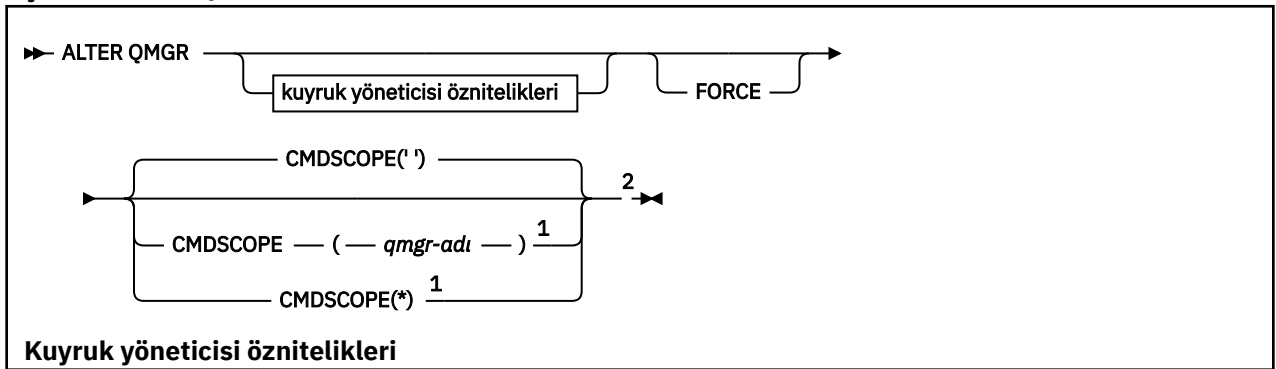 ALTER QMGR
kuyruk yöneticisi öznitelikleri
FORCE
CMDSCOPE(' ')
2
CMDSCOPE ( qmgr-adı ) 1
CMDSCOPE(*) 1
Kuyruk yöneticisi öznitelikleri